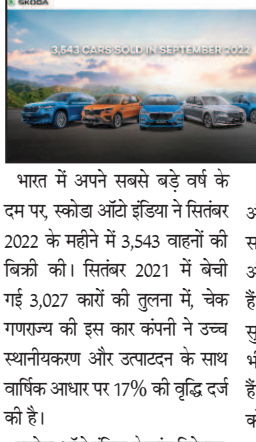 SKODA
3,543 CARS SOLD IN SEPTEMBER 2022
भारत में अपने सबसे बड़े वर्ष के
दम पर, स्कोडा ऑटो इंडिया ने सितंबर
2022 के महीने में 3,543 वाहनों की
बिक्री की। सितंबर 2021 में बेची
गई 3,027 कारों की तुलना में, चेक
गणराज्य की इस कार कंपनी ने उच्च
स्थानीयकरण और उत्पाटदन के साथ
वार्षिक आधार पर 17% की वृद्धि दर्ज
की है।